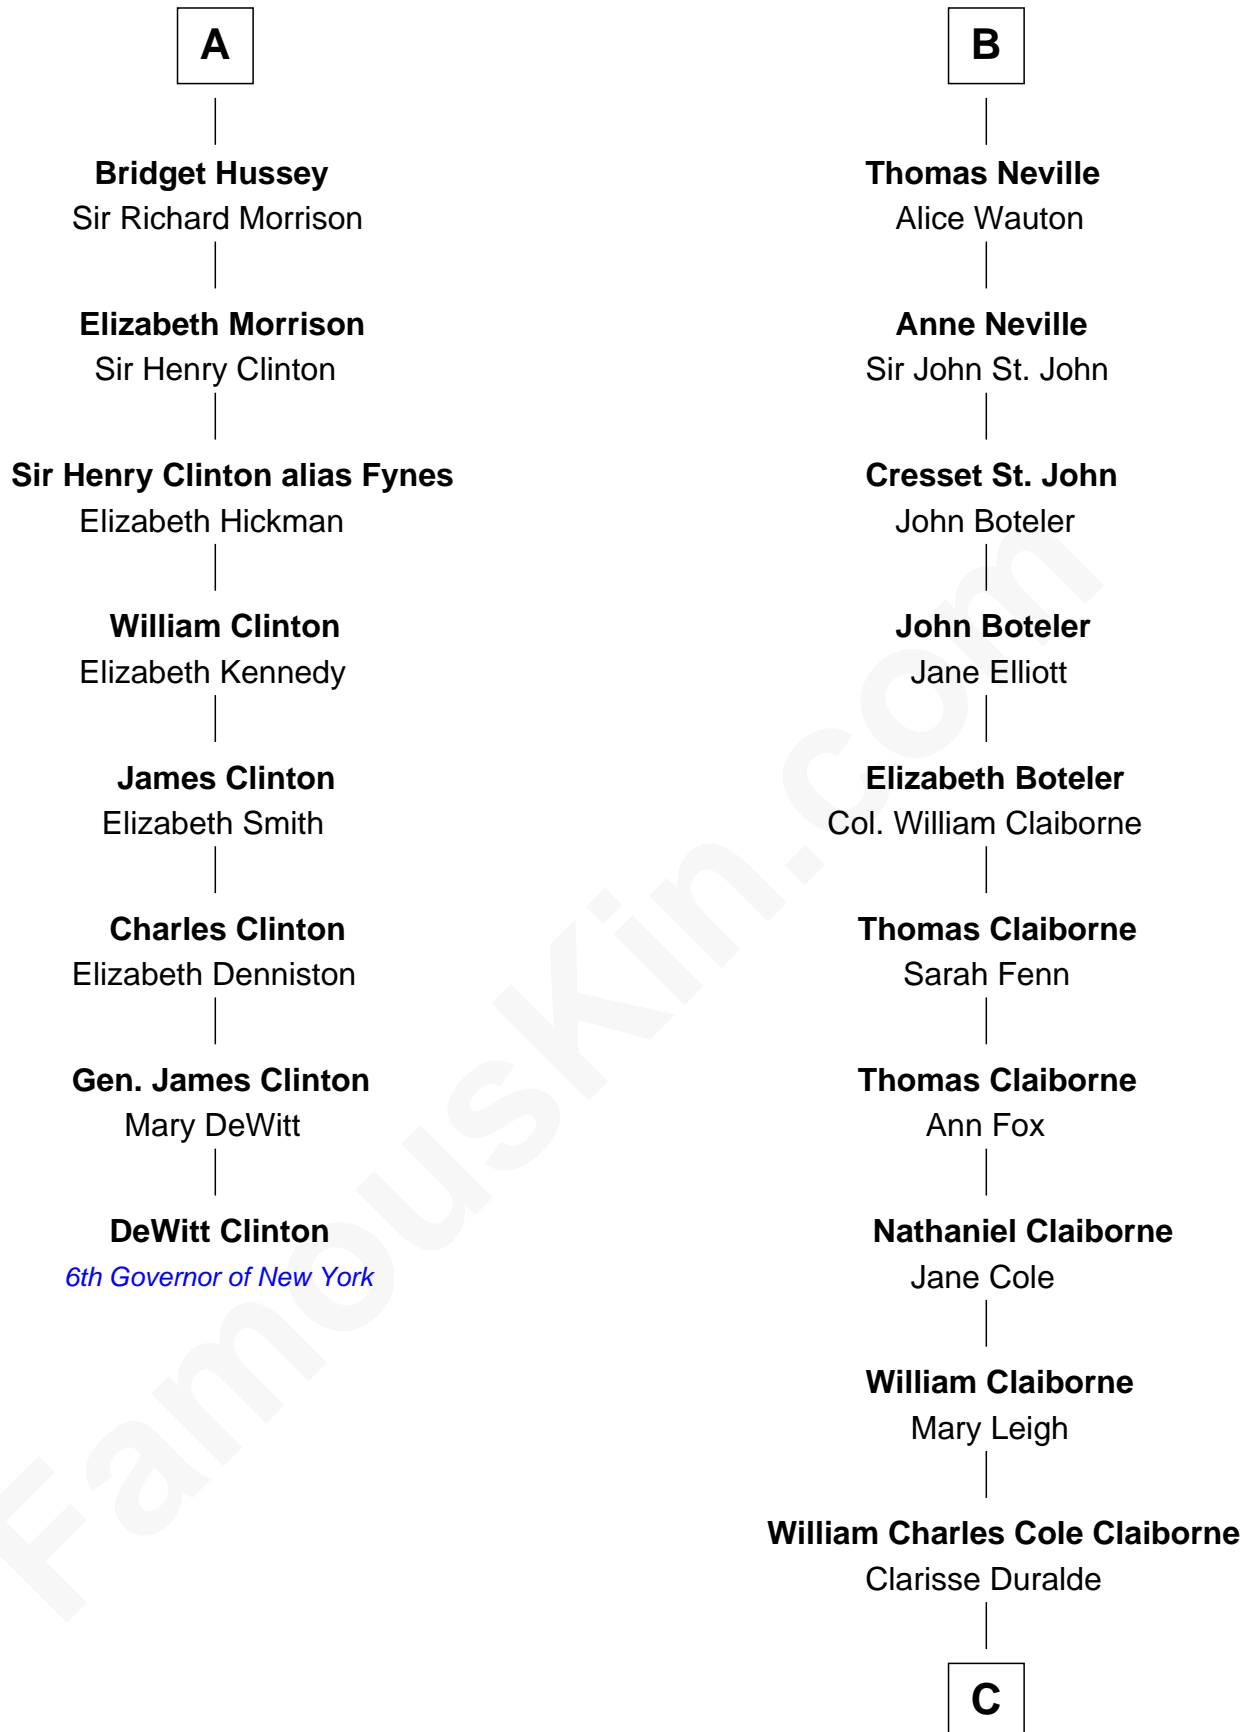 A
Bridget Hussey
Sir Richard Morrison
Elizabeth Morrison
Sir Henry Clinton
Sir Henry Clinton alias Fynes
Elizabeth Hickman
William Clinton
Elizabeth Kennedy
James Clinton
Elizabeth Smith
Charles Clinton
Elizabeth Denniston
Gen. James Clinton
Mary DeWitt
DeWitt Clinton
6th Governor of New York
B
Thomas Neville
Alice Wauton
Anne Neville
Sir John St. John
Cresset St. John
John Boteler
John Boteler
Jane Elliott
Elizabeth Boteler
Col. William Claiborne
Thomas Claiborne
Sarah Fenn
Thomas Claiborne
Ann Fox
Nathaniel Claiborne
Jane Cole
William Claiborne
Mary Leigh
William Charles Cole Claiborne
Clarisse Duralde
C
FamousKin.com